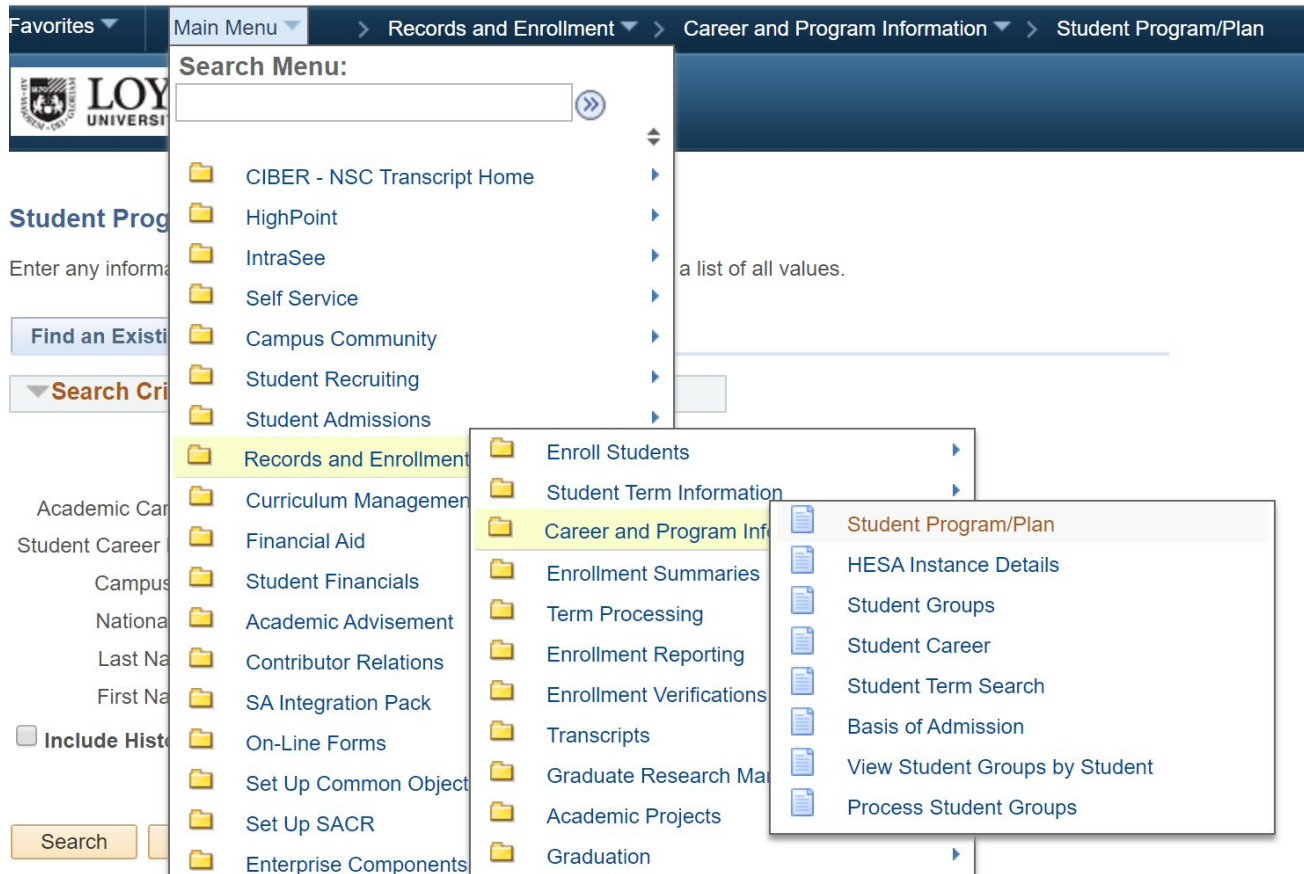 Favorites
Main Menu
> Records and Enrollment
> Career and Program Information
> Student Program/Plan
LOY
UNIVERSI
Search Menu:
CIBER - NSC Transcript Home
HighPoint
IntraSee
Self Service
Campus Community
Student Recruiting
Student Admissions
Records and Enrollment
Curriculum Managemen
Financial Aid
Student Financials
Academic Advisement
Contributor Relations
SA Integration Pack
On-Line Forms
Set Up Common Object
Set Up SACR
Enterprise Components
Enroll Students
Student Term Information
Career and Program Inf
Enrollment Summaries
Term Processing
Enrollment Reporting
Enrollment Verifications
Transcripts
Graduate Research Ma
Academic Projects
Graduation
Student Program/Plan
HESA Instance Details
Student Groups
Student Career
Student Term Search
Basis of Admission
View Student Groups by Student
Process Student Groups
Student Prog
Enter any informa a list of all values.
Find an Existi
Search Cri
Academic Car
Student Career
Campus
Nationa
Last Na
First Na
Include Hist
Search